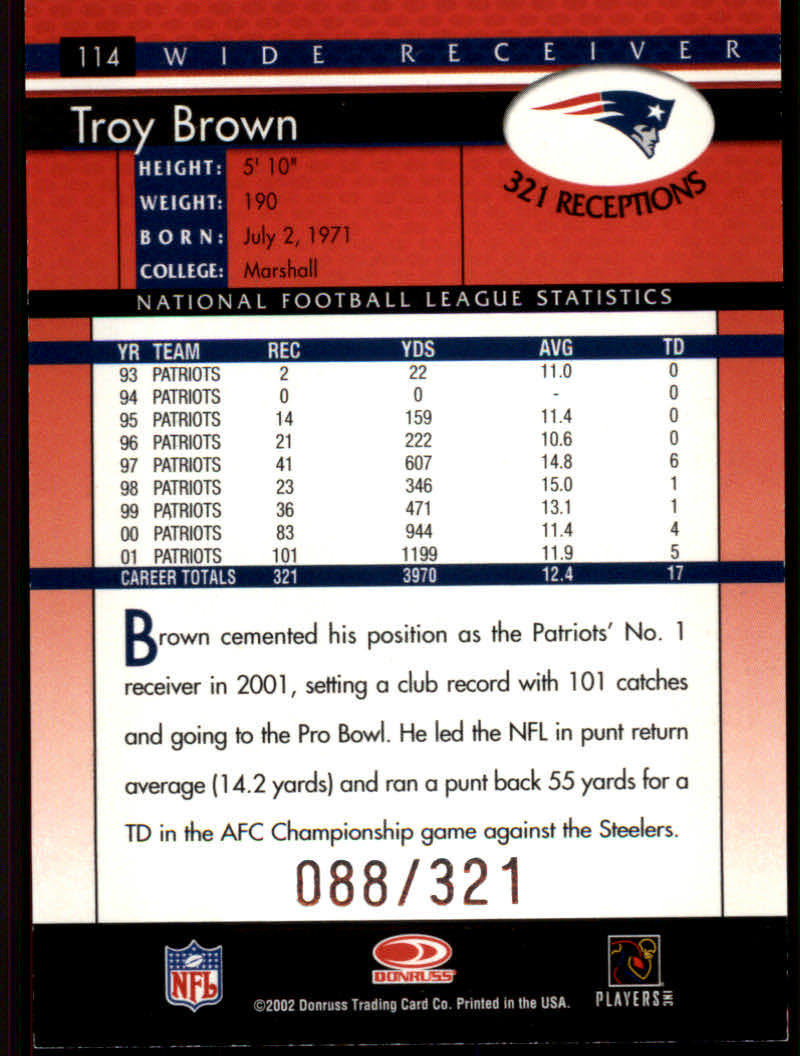 114 WIDE RECEIVER
Troy Brown
321 RECEPTIONS
HEIGHT: 5' 10"
WEIGHT: 190
BORN: July 2, 1971
COLLEGE: Marshall
NATIONAL FOOTBALL LEAGUE STATISTICS
YR TEAM REC YDS AVG TD
93 PATRIOTS 2 22 11.0 0
94 PATRIOTS 0 0 - 0
95 PATRIOTS 14 159 11.4 0
96 PATRIOTS 21 222 10.6 0
97 PATRIOTS 41 607 14.8 6
98 PATRIOTS 23 346 15.0 1
99 PATRIOTS 36 471 13.1 1
00 PATRIOTS 83 944 11.4 4
01 PATRIOTS 101 1199 11.9 5
CAREER TOTALS 321 3970 12.4 17
Brown cemented his position as the Patriots' No. 1
receiver in 2001, setting a club record with 101 catches
and going to the Pro Bowl. He led the NFL in punt return
average (14.2 yards) and ran a punt back 55 yards for a
TD in the AFC Championship game against the Steelers.
088/321
NFL
DONRUSS
PLAYERS INC
©2002 Donruss Trading Card Co. Printed in the USA.